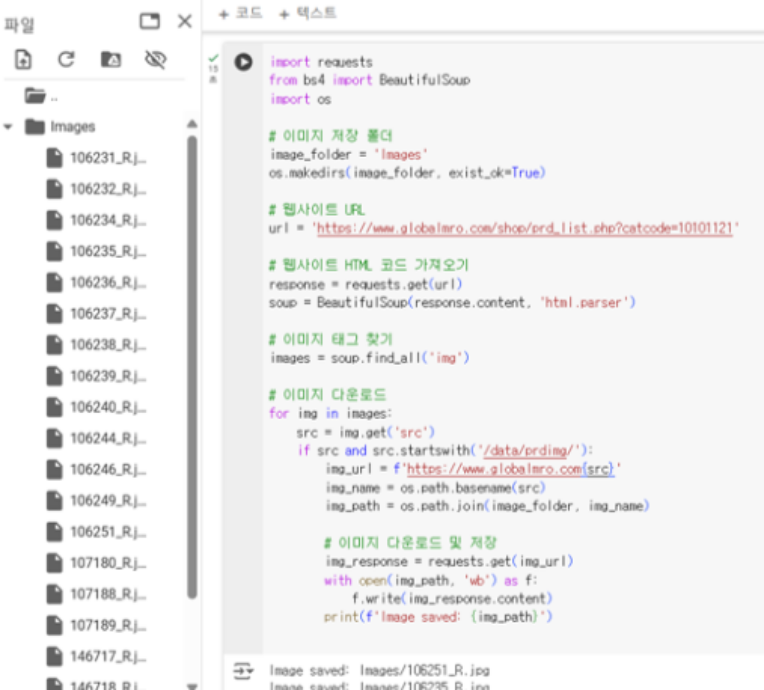 파일
+ 코드 + 텍스트
..
Images
106231_R.j...
106232_R.j...
106234_R.j...
106235_R.j...
106236_R.j...
106237_R.j...
106238_R.j...
106239_R.j...
106240_R.j...
106244_R.j...
106246_R.j...
106249_R.j...
106251_R.j...
107180_R.j...
107188_R.j...
107189_R.j...
146717_R.j...
146718_R.j...
15
초
import requests
from bs4 import BeautifulSoup
import os
# 이미지 저장 폴더
image_folder = 'Images'
os.makedirs(image_folder, exist_ok=True)
# 웹사이트 URL
url = 'https://www.globalmro.com/shop/prd_list.php?catcode=10101121'
# 웹사이트 HTML 코드 가져오기
response = requests.get(url)
soup = BeautifulSoup(response.content, 'html.parser')
# 이미지 태그 찾기
images = soup.find_all('img')
# 이미지 다운로드
for img in images:
src = img.get('src')
if src and src.startswith('/data/prdimg/'):
img_url = f'https://www.globalmro.com{src}'
img_name = os.path.basename(src)
img_path = os.path.join(image_folder, img_name)
# 이미지 다운로드 및 저장
img_response = requests.get(img_url)
with open(img_path, 'wb') as f:
f.write(img_response.content)
print(f'Image saved: {img_path}')
Image saved: Images/106251_R.jpg
Image saved: Images/106235_R.jpg